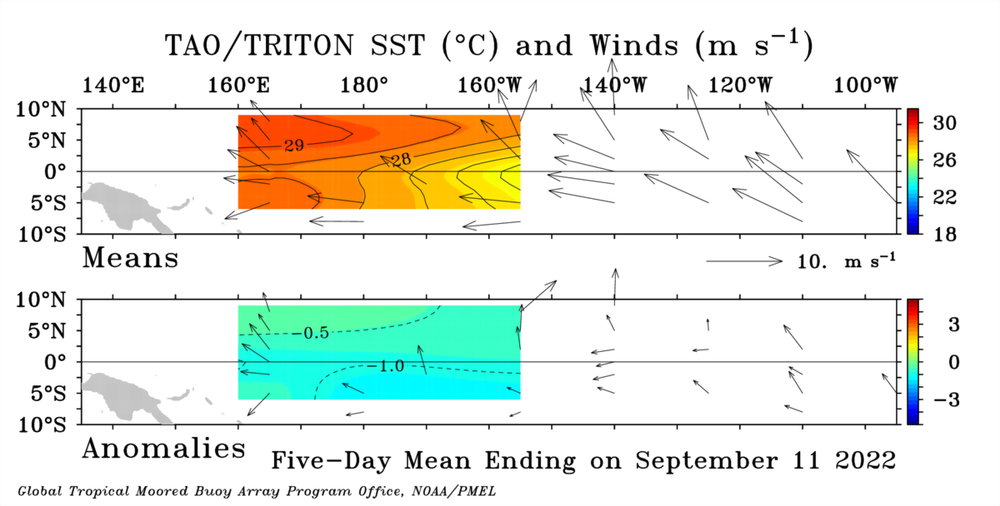 TAO/TRITON SST (°C) and Winds (m s⁻¹)
140°E 160°E 180° 160°W 140°W 120°W 100°W
10°N
5°N
0°
5°S
10°S
29
28
30
26
22
18
Means
10. m s⁻¹
10°N
5°N
0°
5°S
10°S
-0.5
-1.0
3
0
-3
Anomalies
Five-Day Mean Ending on September 11 2022
Global Tropical Moored Buoy Array Program Office, NOAA/PMEL